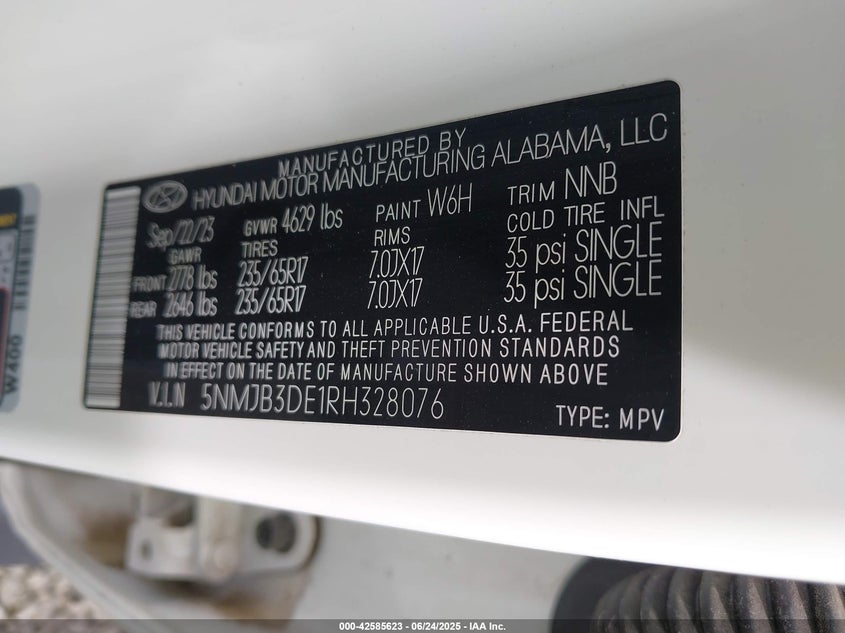 MANUFACTURED BY
HYUNDAI MOTOR MANUFACTURING ALABAMA, LLC
Sep/22/23 GVWR 4629 lbs PAINT W6H TRIM NNB
GAWR TIRES RIMS COLD TIRE INFL
FRONT 2778 lbs 235/65R17 7.0JX17 35 psi SINGLE
REAR 2646 lbs 235/65R17 7.0JX17 35 psi SINGLE
THIS VEHICLE CONFORMS TO ALL APPLICABLE U.S.A. FEDERAL
MOTOR VEHICLE SAFETY AND THEFT PREVENTION STANDARDS
IN EFFECT ON THE DATE OF MANUFACTURE SHOWN ABOVE
V.I.N 5NMJB3DE1RH328076 TYPE: MPV
W400
000-42585623 - 06/24/2025 - IAA Inc.